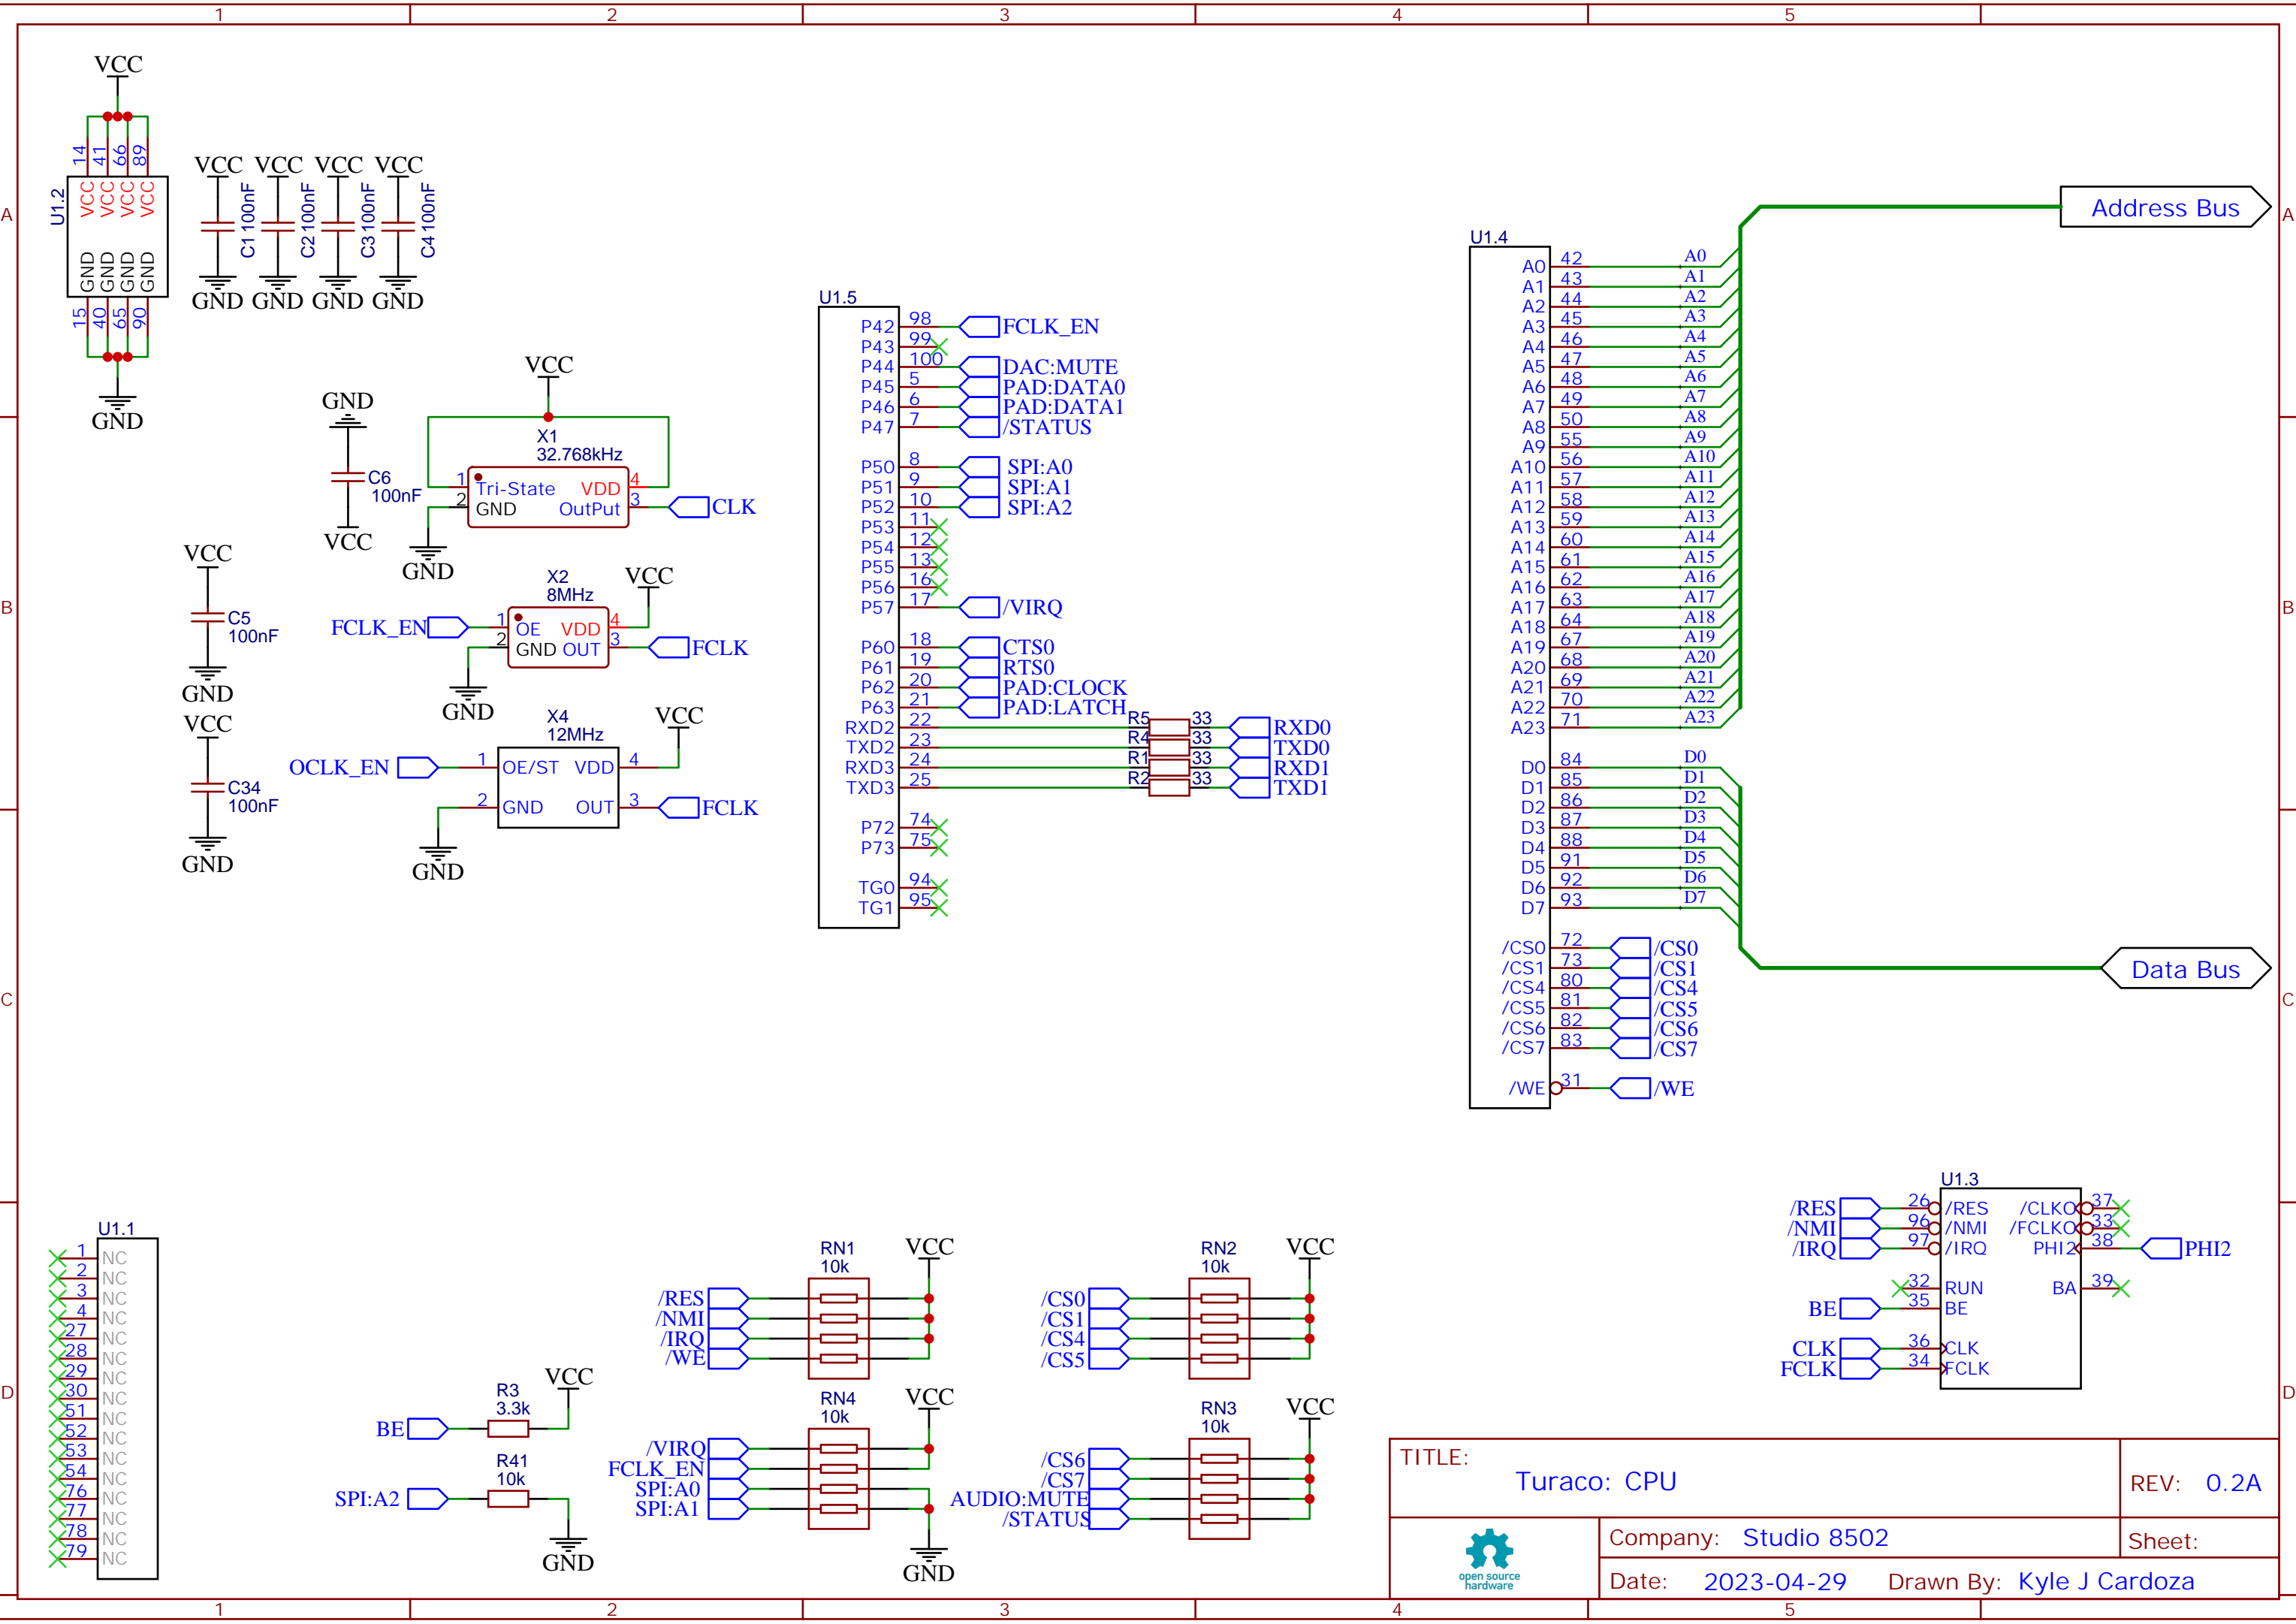 1 2 3 4 5
A
B
C
D
VCC
14 41 66 89
U1.2
VCC VCC VCC VCC
GND GND GND GND
15 40 65 90
GND
VCC VCC VCC VCC
C1 100nF
C2 100nF
C3 100nF
C4 100nF
GND GND GND GND
GND
C6
100nF
VCC
VCC
X1
32.768kHz
1 Tri-State VDD 4
2 GND OutPut 3
CLK
GND
VCC
C5
100nF
GND
X2
8MHz
VCC
FCLK_EN
1 OE VDD 4
2 GND OUT 3
FCLK
GND
VCC
C34
100nF
GND
X4
12MHz
VCC
OCLK_EN
1 OE/ST VDD 4
2 GND OUT 3
FCLK
GND
U1.5
P42 98 FCLK_EN
P43 99
P44 100 DAC:MUTE
P45 5 PAD:DATA0
P46 6 PAD:DATA1
P47 7 /STATUS
P50 8 SPI:A0
P51 9 SPI:A1
P52 10 SPI:A2
P53 11
P54 12
P55 13
P56 16
P57 17 /VIRQ
P60 18 CTS0
P61 19 RTS0
P62 20 PAD:CLOCK
P63 21 PAD:LATCH
RXD2 22 R5 33 RXD0
TXD2 23 R4 33 TXD0
RXD3 24 R1 33 RXD1
TXD3 25 R2 33 TXD1
P72 74
P73 75
TG0 94
TG1 95
U1.4
Address Bus
A0 42 A0
A1 43 A1
A2 44 A2
A3 45 A3
A4 46 A4
A5 47 A5
A6 48 A6
A7 49 A7
A8 50 A8
A9 55 A9
A10 56 A10
A11 57 A11
A12 58 A12
A13 59 A13
A14 60 A14
A15 61 A15
A16 62 A16
A17 63 A17
A18 64 A18
A19 67 A19
A20 68 A20
A21 69 A21
A22 70 A22
A23 71 A23
D0 84 D0
D1 85 D1
D2 86 D2
D3 87 D3
D4 88 D4
D5 91 D5
D6 92 D6
D7 93 D7
Data Bus
/CS0 72 /CS0
/CS1 73 /CS1
/CS4 80 /CS4
/CS5 81 /CS5
/CS6 82 /CS6
/CS7 83 /CS7
/WE 31 /WE
U1.1
1 NC
2 NC
3 NC
4 NC
27 NC
28 NC
29 NC
30 NC
51 NC
52 NC
53 NC
54 NC
76 NC
77 NC
78 NC
79 NC
R3
3.3k
VCC
BE
R41
10k
SPI:A2
GND
RN1
10k
VCC
/RES
/NMI
/IRQ
/WE
RN4
10k
VCC
/VIRQ
FCLK_EN
SPI:A0
SPI:A1
GND
RN2
10k
VCC
/CS0
/CS1
/CS4
/CS5
RN3
10k
VCC
/CS6
/CS7
AUDIO:MUTE
/STATUS
U1.3
/RES 26 /RES /CLKO 37
/NMI 96 /NMI /FCLKO 33
/IRQ 97 /IRQ PHI2 38 PHI2
32 RUN BA 39
BE 35 BE
CLK 36 CLK
FCLK 34 FCLK
TITLE:
Turaco: CPU
REV: 0.2A
open source
hardware
Company: Studio 8502
Sheet:
Date: 2023-04-29 Drawn By: Kyle J Cardoza
A
B
C
D
1 2 3 4 5